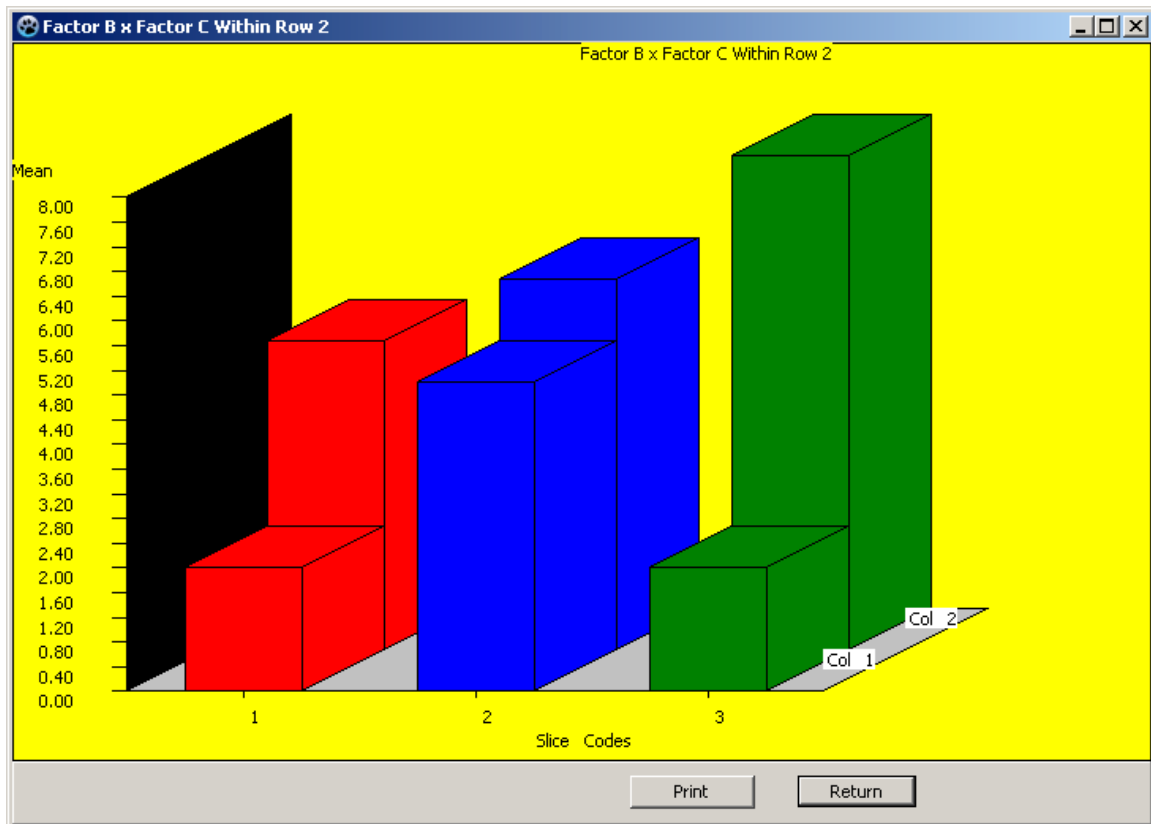 Factor B x Factor C Within Row 2
Factor B x Factor C Within Row 2
Mean
8.00
7.60
7.20
6.80
6.40
6.00
5.60
5.20
4.80
4.40
4.00
3.60
3.20
2.80
2.40
2.00
1.60
1.20
0.80
0.40
0.00
Col 2
Col 1
1 2 3
Slice Codes
Print Return